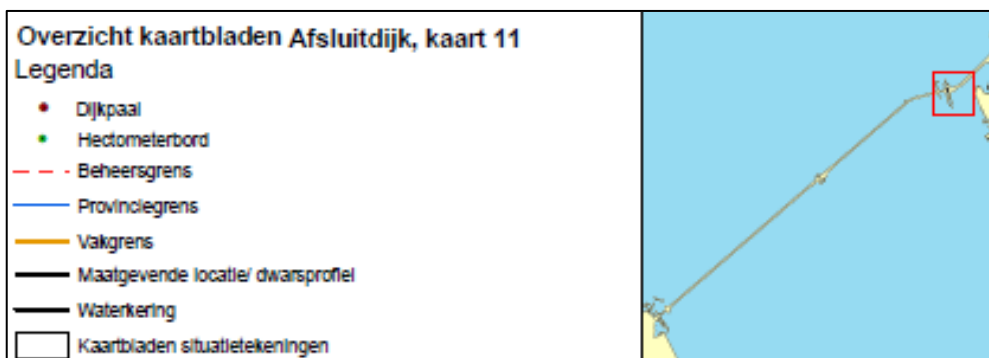 Overzicht kaartbladen Afsluitdijk, kaart 11
Legenda
Dijkpaal
Hectometerbord
Beheersgrens
Provinciegrens
Vakgrens
Maatgevende locatie/ dwarsprofiel
Waterkering
Kaartbladen situatietekeningen